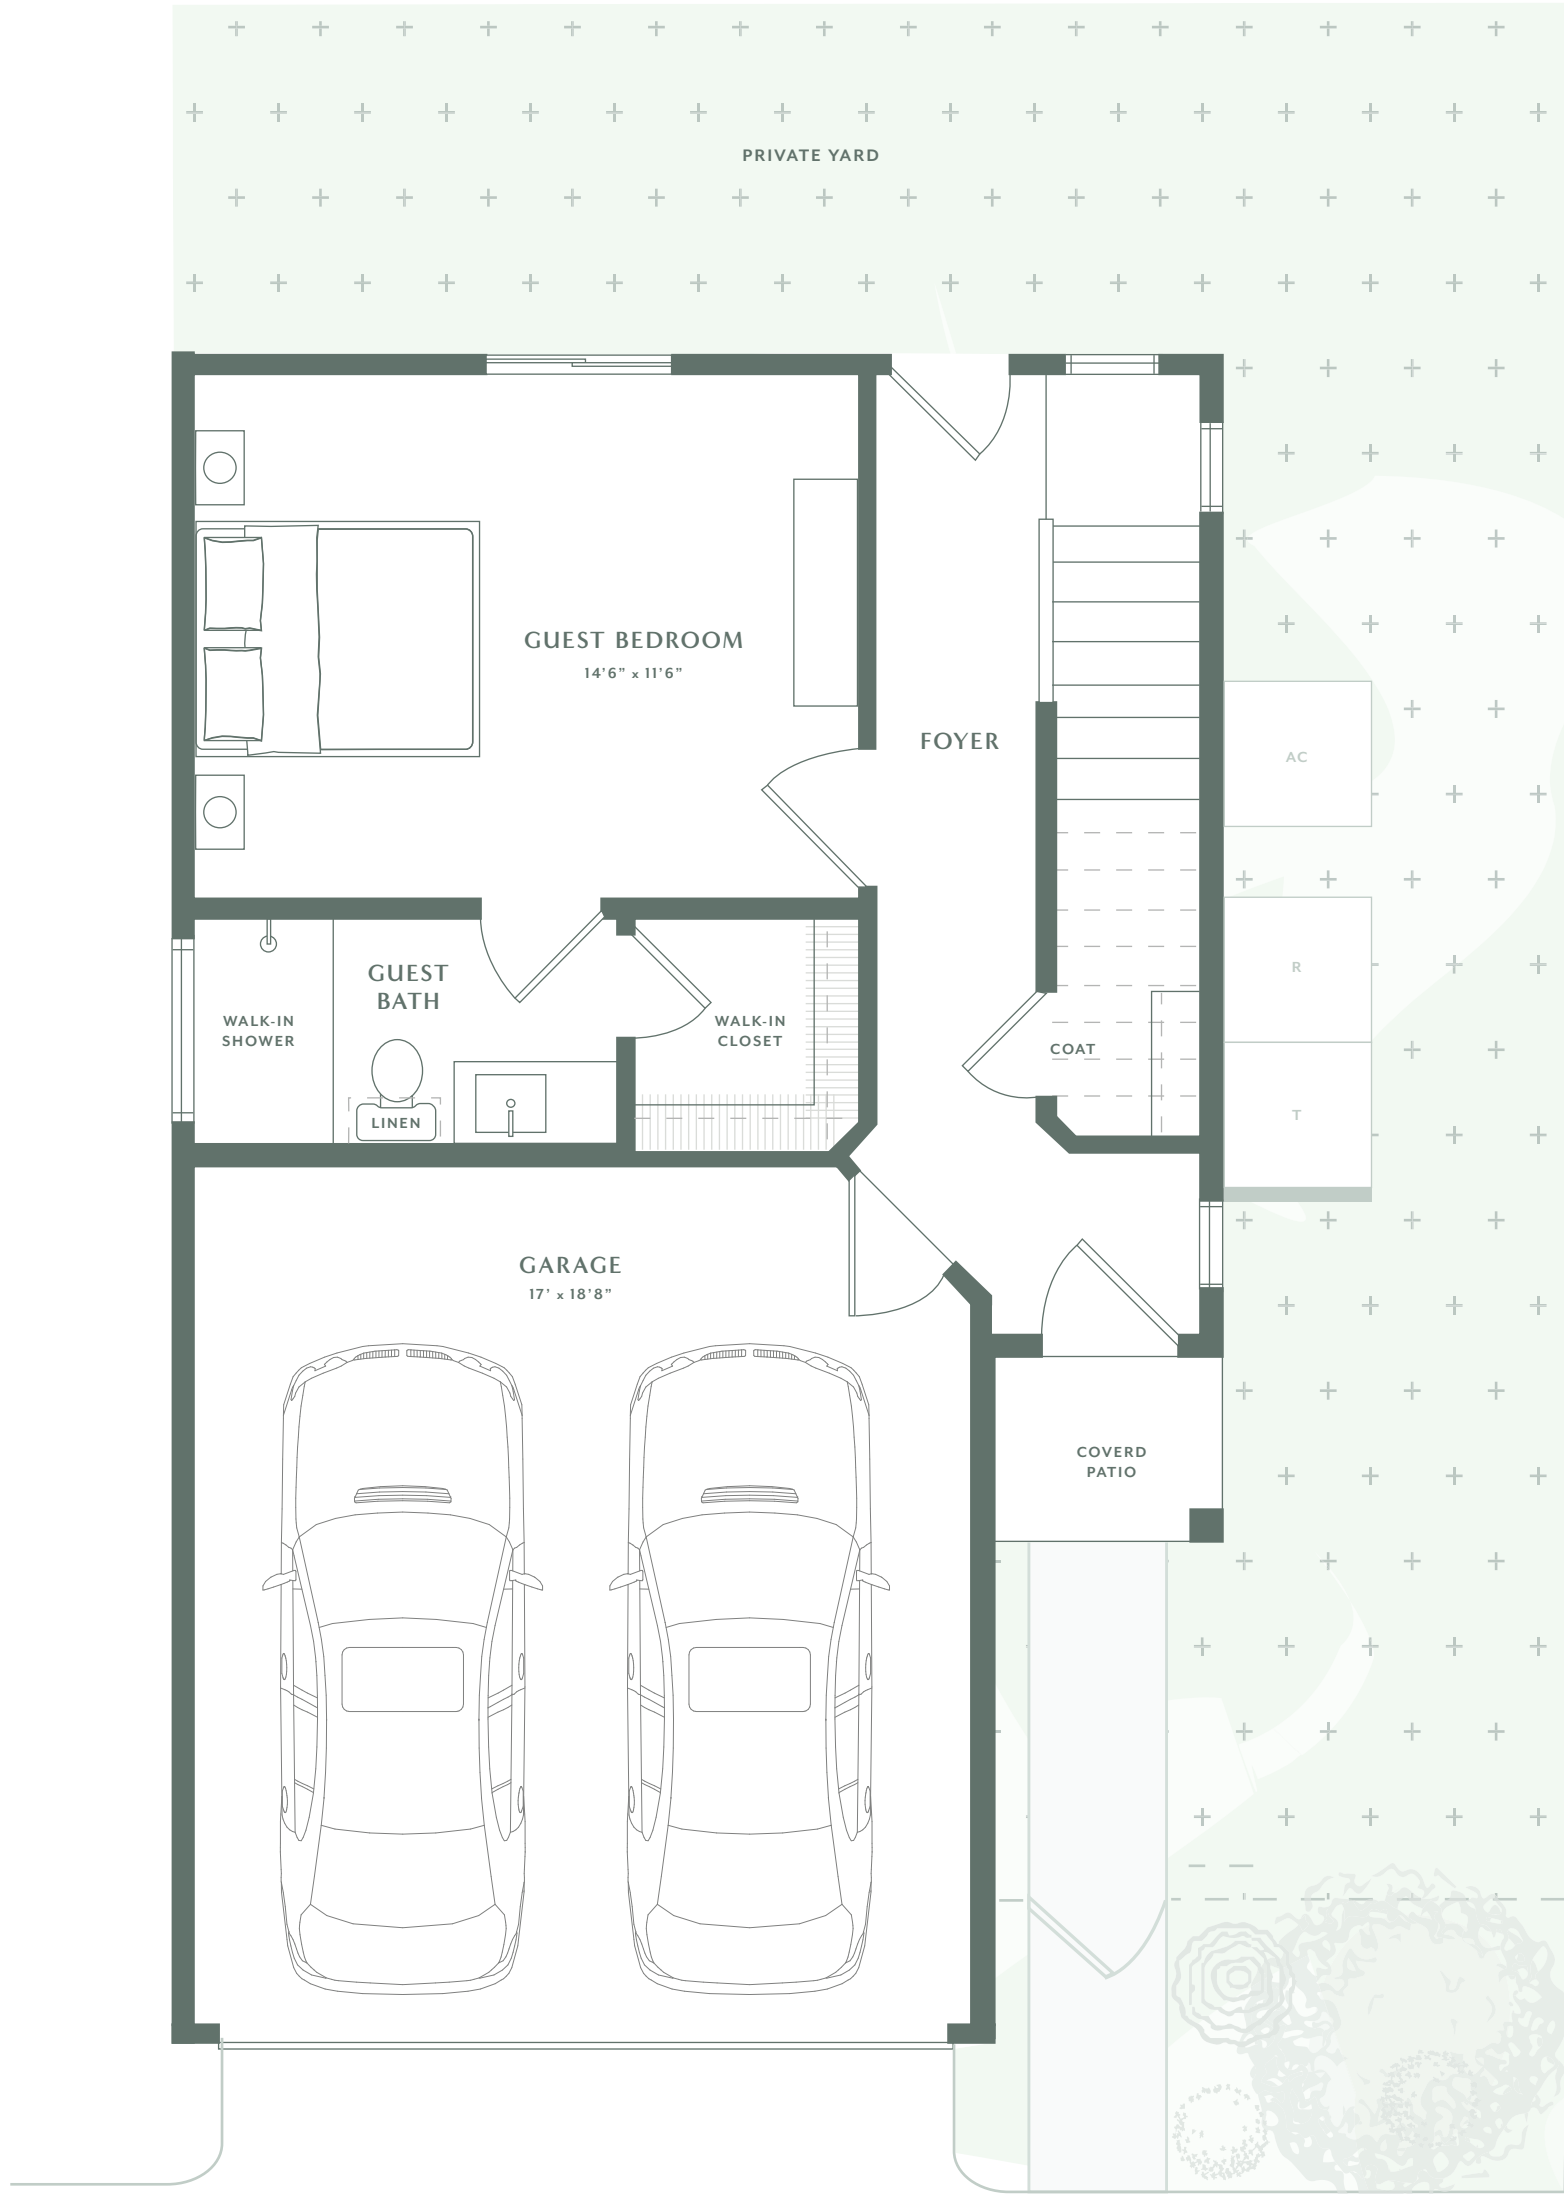 PRIVATE YARD
GUEST BEDROOM
14'6” x 11'6”
FOYER
AC
GUEST
BATH
R
WALK-IN
SHOWER
WALK-IN
CLOSET
COAT
T
LINEN
GARAGE
17' x 18'8”
COVERD
PATIO